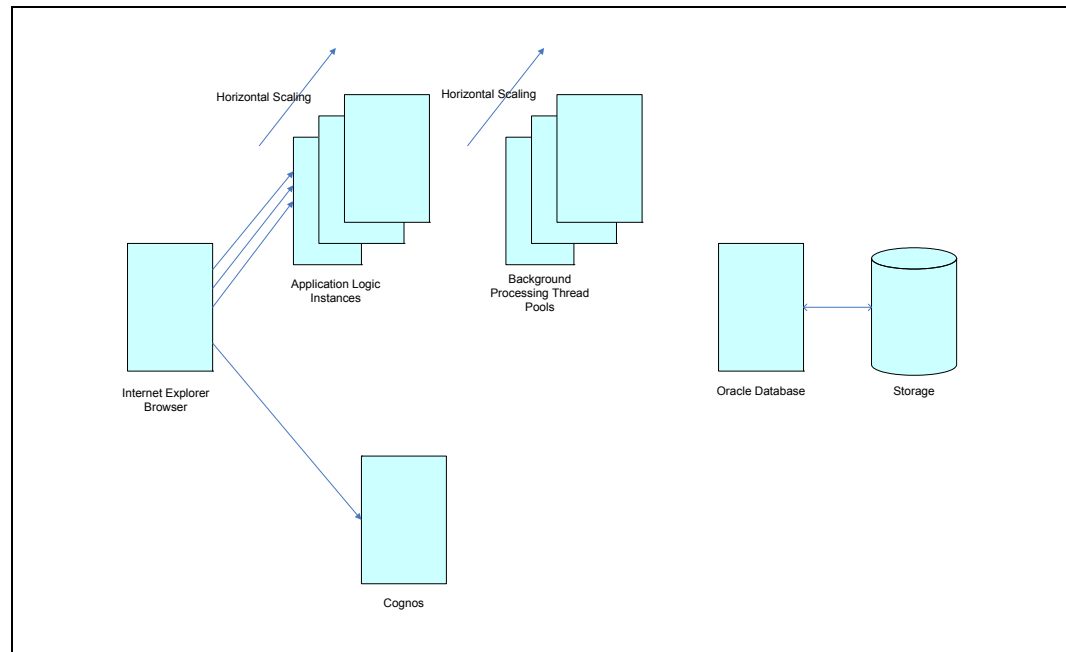 Horizontal Scaling
Horizontal Scaling
Application Logic
Instances
Background
Processing Thread
Pools
Internet Explorer
Browser
Oracle Database
Storage
Cognos